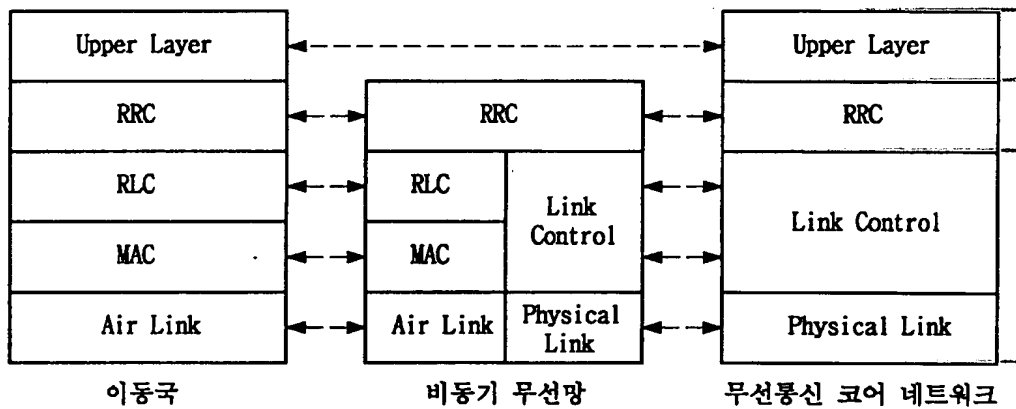 Upper Layer
Upper Layer
RRC
RRC
RRC
RLC
RLC
Link
Control
Link Control
MAC
MAC
Air Link
Air Link
Physical
Link
Physical Link
이동국
비동기 무선망
무선통신 코어 네트워크